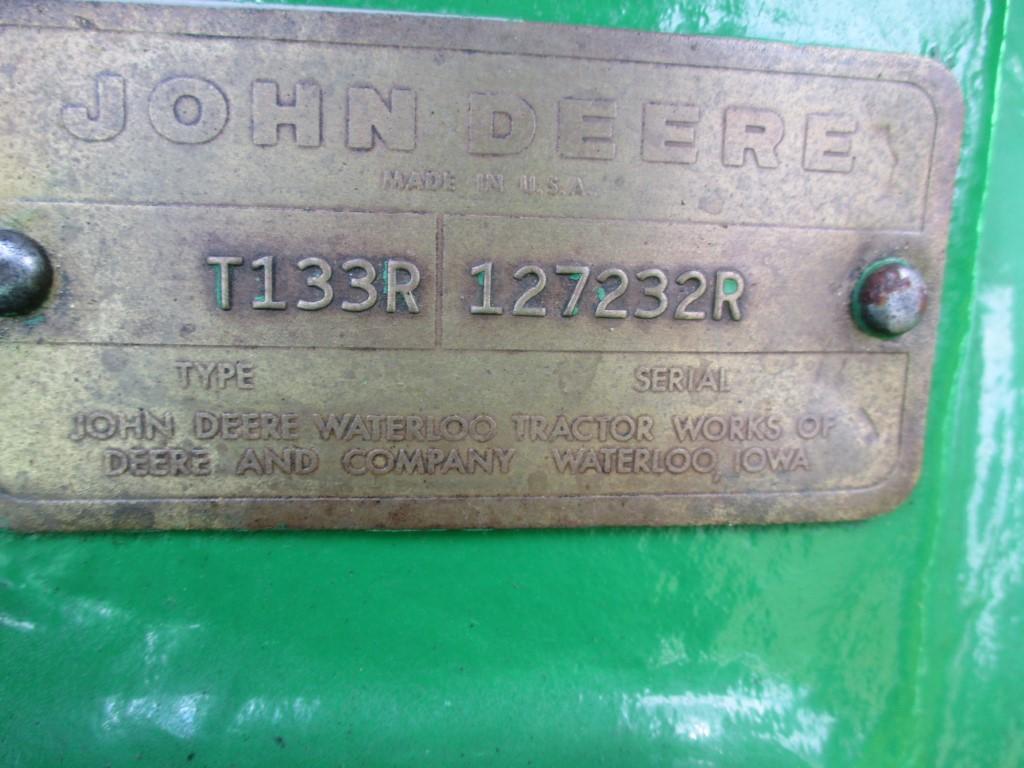 JOHN DEERE
MADE IN U.S.A.
T133R 127232R
TYPE SERIAL
JOHN DEERE WATERLOO TRACTOR WORKS OF
DEERE AND COMPANY WATERLOO, IOWA